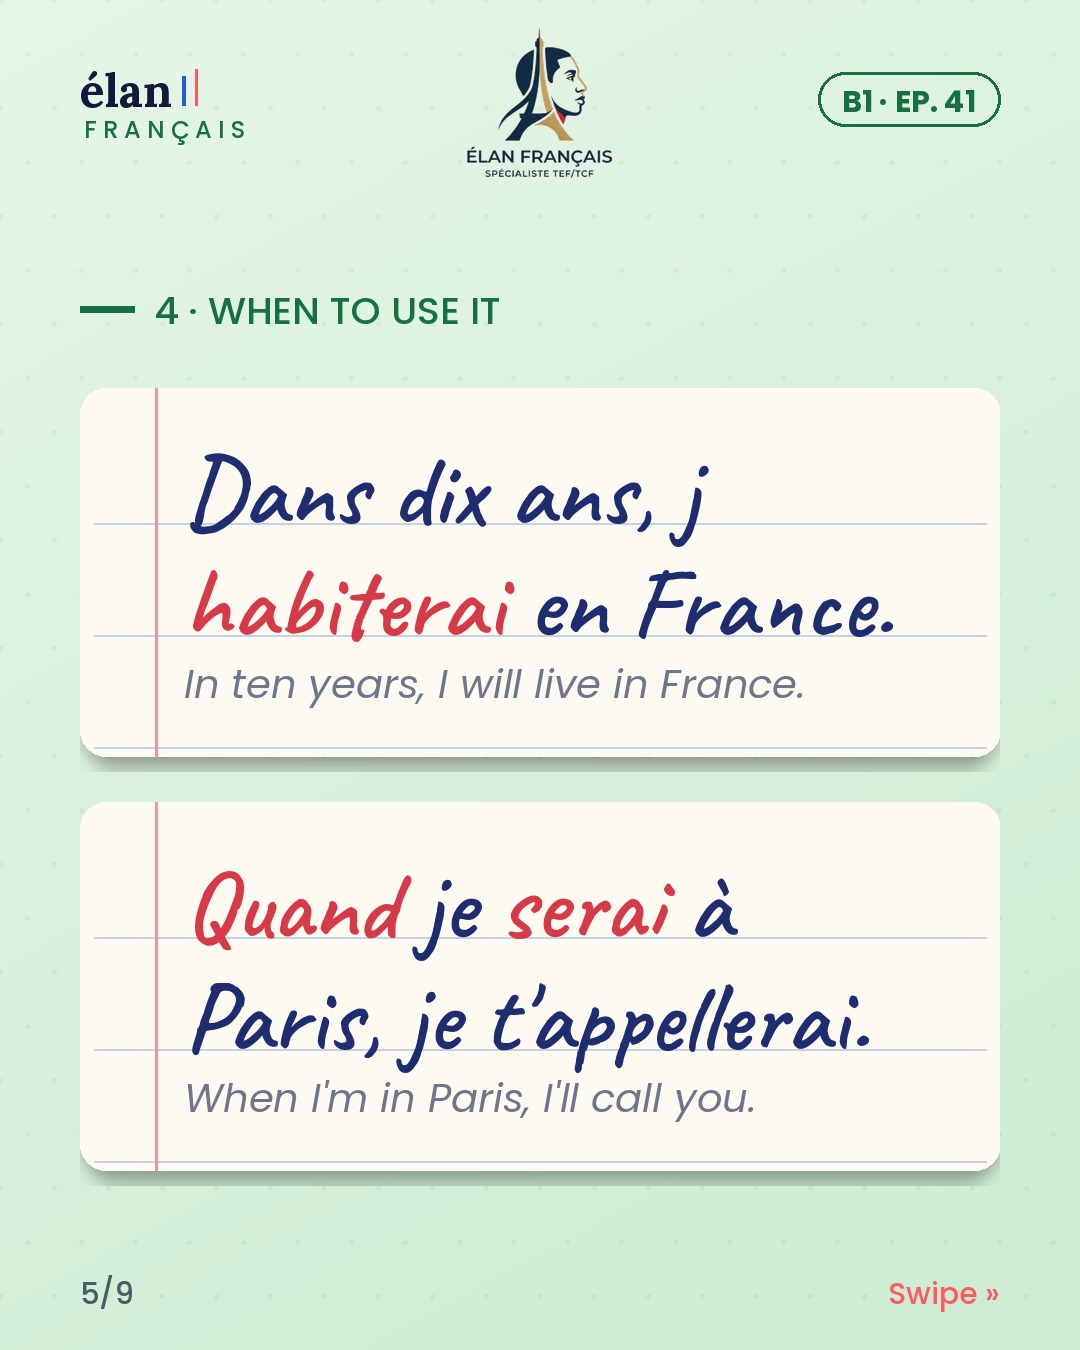 élan
FRANÇAIS
ÉLAN FRANÇAIS
SPÉCIALISTE TEF/TCF
B1 · EP. 41
4 · WHEN TO USE IT
Dans dix ans, j
habiterai en France.
In ten years, I will live in France.
Quand je serai à
Paris, je t'appellerai.
When I'm in Paris, I'll call you.
5/9
Swipe »